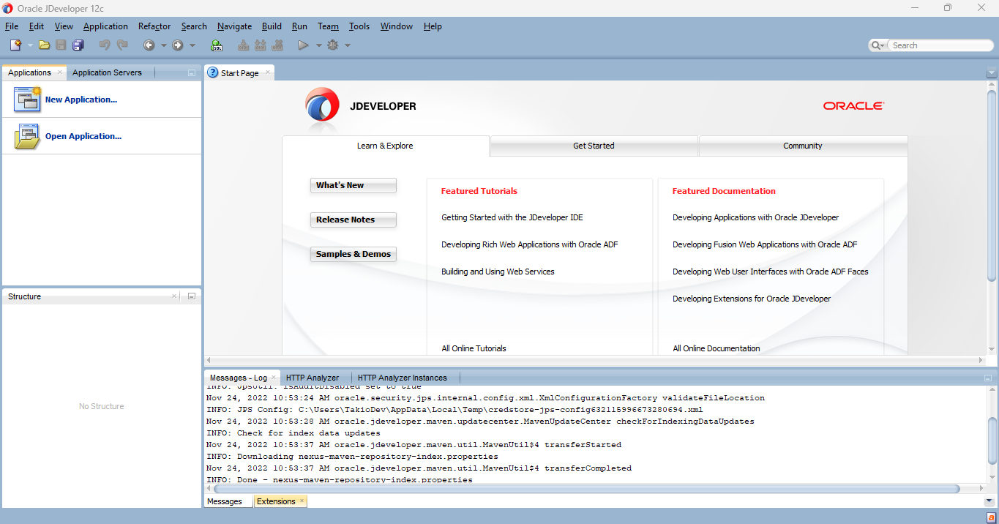 Oracle JDeveloper 12c
File Edit View Application Refactor Search Navigate Build Run Team Tools Window Help
SQL
Search
Applications Application Servers
Start Page
New Application...
Open Application...
JDEVELOPER
ORACLE
Learn & Explore Get Started Community
What's New
Release Notes
Samples & Demos
Featured Tutorials
Getting Started with the JDeveloper IDE
Developing Rich Web Applications with Oracle ADF
Building and Using Web Services
All Online Tutorials
Featured Documentation
Developing Applications with Oracle JDeveloper
Developing Fusion Web Applications with Oracle ADF
Developing Web User Interfaces with Oracle ADF Faces
Developing Extensions for Oracle JDeveloper
All Online Documentation
Structure
No Structure
Messages - Log HTTP Analyzer HTTP Analyzer Instances
INFO: JpsUtil: isAuditDisabled set to true
Nov 24, 2022 10:53:24 AM oracle.security.jps.internal.config.xml.XmlConfigurationFactory validateFileLocation
INFO: JPS Config: C:\Users\TakioDev\AppData\Local\Temp\credstore-jps-config632115996673280694.xml
Nov 24, 2022 10:53:28 AM oracle.jdeveloper.maven.updatecenter.MavenUpdateCenter checkForIndexingDataUpdates
INFO: Check for index data updates
Nov 24, 2022 10:53:37 AM oracle.jdeveloper.maven.util.MavenUtil$4 transferStarted
INFO: Downloading nexus-maven-repository-index.properties
Nov 24, 2022 10:53:37 AM oracle.jdeveloper.maven.util.MavenUtil$4 transferCompleted
INFO: Done - nexus-maven-repository-index.properties
Messages Extensions